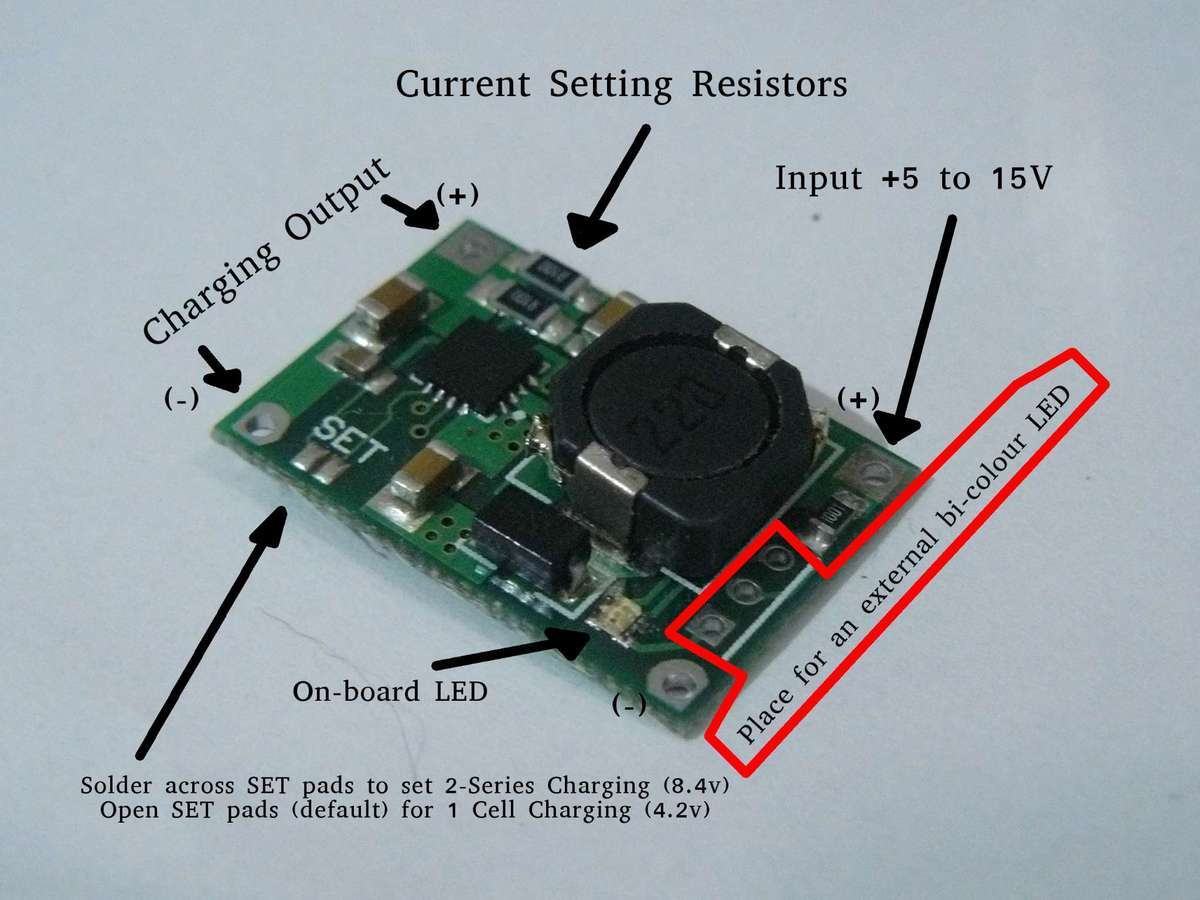 Current Setting Resistors
Input +5 to 15V
Charging Output
(+)
(-)
(+)
SET
220
Place for an external bi-colour LED
On-board LED
(-)
Solder across SET pads to set 2-Series Charging (8.4v)
Open SET pads (default) for 1 Cell Charging (4.2v)